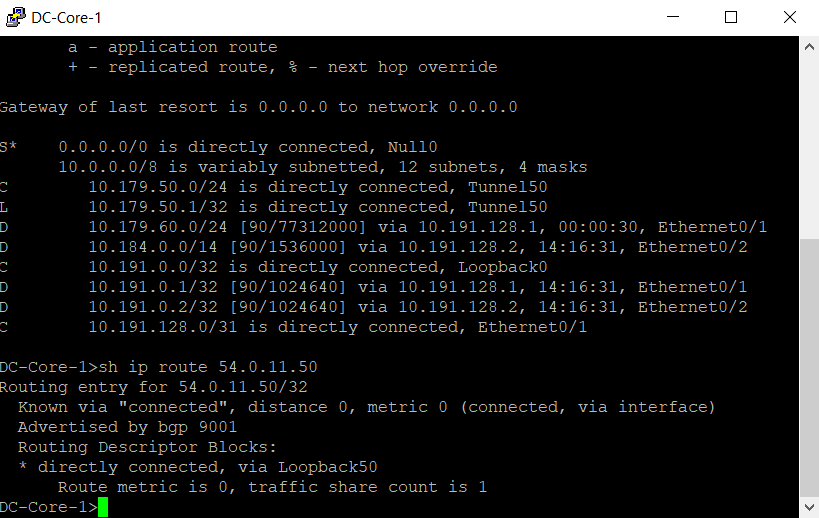 DC-Core-1
a - application route
+ - replicated route, % - next hop override
Gateway of last resort is 0.0.0.0 to network 0.0.0.0
S* 0.0.0.0/0 is directly connected, Null0
10.0.0.0/8 is variably subnetted, 12 subnets, 4 masks
C 10.179.50.0/24 is directly connected, Tunnel50
L 10.179.50.1/32 is directly connected, Tunnel50
D 10.179.60.0/24 [90/77312000] via 10.191.128.1, 00:00:30, Ethernet0/1
D 10.184.0.0/14 [90/1536000] via 10.191.128.2, 14:16:31, Ethernet0/2
C 10.191.0.0/32 is directly connected, Loopback0
D 10.191.0.1/32 [90/1024640] via 10.191.128.1, 14:16:31, Ethernet0/1
D 10.191.0.2/32 [90/1024640] via 10.191.128.2, 14:16:31, Ethernet0/2
C 10.191.128.0/31 is directly connected, Ethernet0/1
DC-Core-1>sh ip route 54.0.11.50
Routing entry for 54.0.11.50/32
Known via "connected", distance 0, metric 0 (connected, via interface)
Advertised by bgp 9001
Routing Descriptor Blocks:
* directly connected, via Loopback50
Route metric is 0, traffic share count is 1
DC-Core-1>